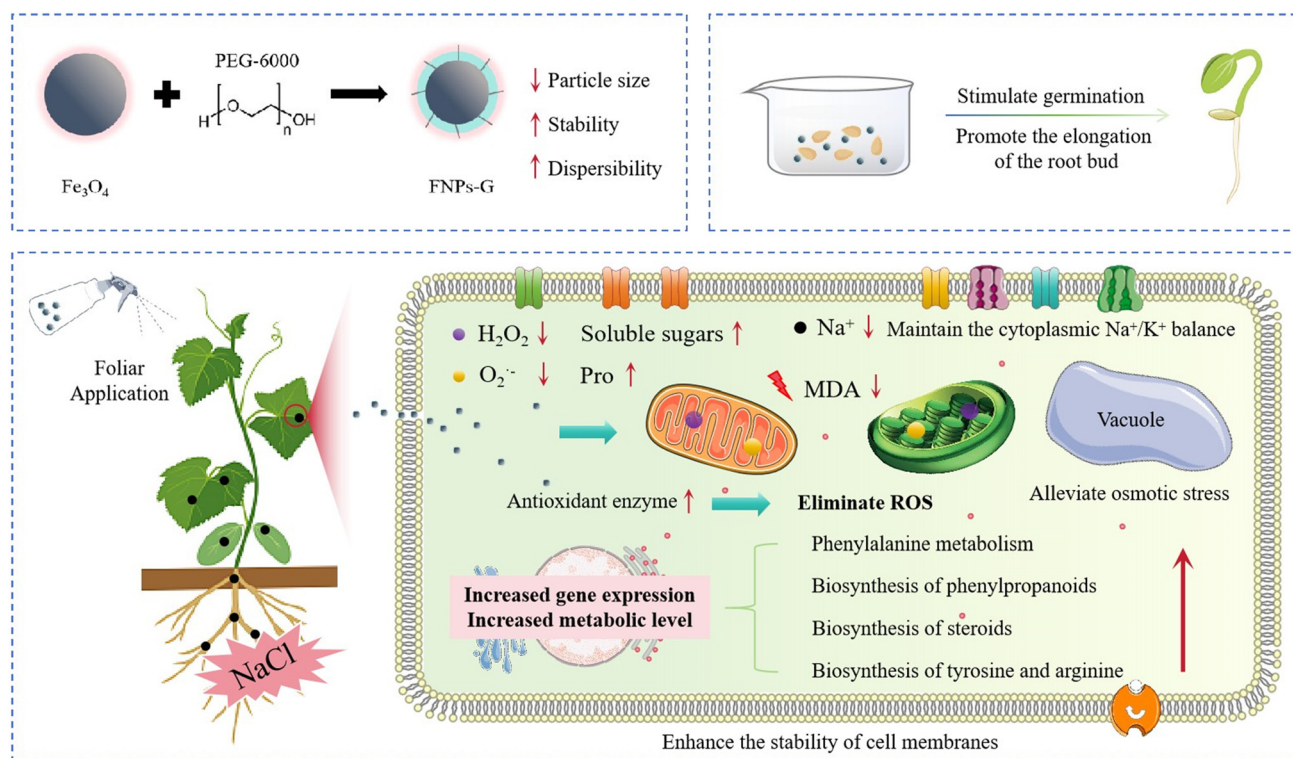 PEG-6000
H
O
OH
n
Fe₃O₄
FNPs-G
↓ Particle size
↑ Stability
↑ Dispersibility
Stimulate germination
Promote the elongation
of the root bud
Foliar
Application
NaCl
H₂O₂ ↓ Soluble sugars ↑
Na⁺ ↓ Maintain the cytoplasmic Na⁺/K⁺ balance
O₂·⁻ ↓ Pro ↑
MDA ↓
Vacuole
Alleviate osmotic stress
Antioxidant enzyme ↑
Eliminate ROS
Increased gene expression
Increased metabolic level
Phenylalanine metabolism
Biosynthesis of phenylpropanoids
Biosynthesis of steroids
Biosynthesis of tyrosine and arginine
Enhance the stability of cell membranes